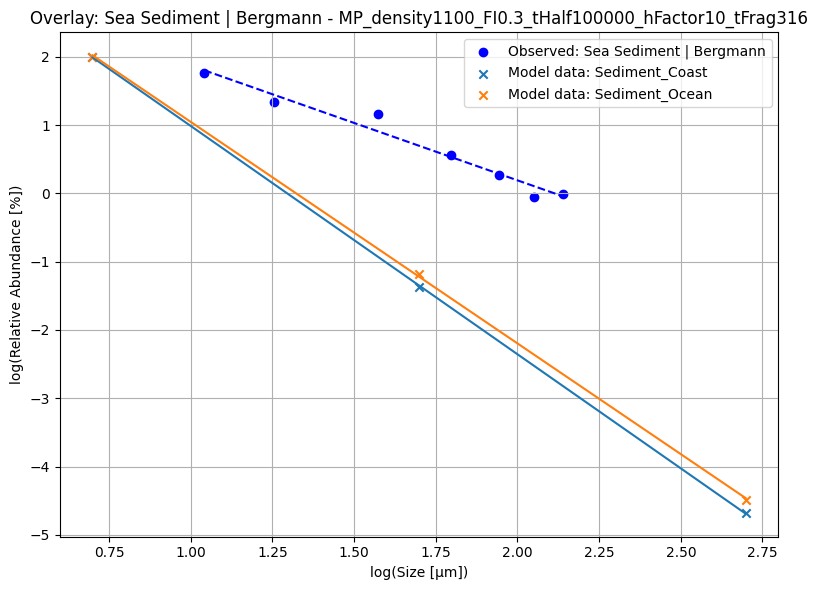 Overlay: Sea Sediment | Bergmann - MP_density1100_FI0.3_tHalf100000_hFactor10_tFrag316
Observed: Sea Sediment | Bergmann
Model data: Sediment_Coast
Model data: Sediment_Ocean
log(Relative Abundance [%])
2
1
0
−1
−2
−3
−4
−5
0.75 1.00 1.25 1.50 1.75 2.00 2.25 2.50 2.75
log(Size [μm])